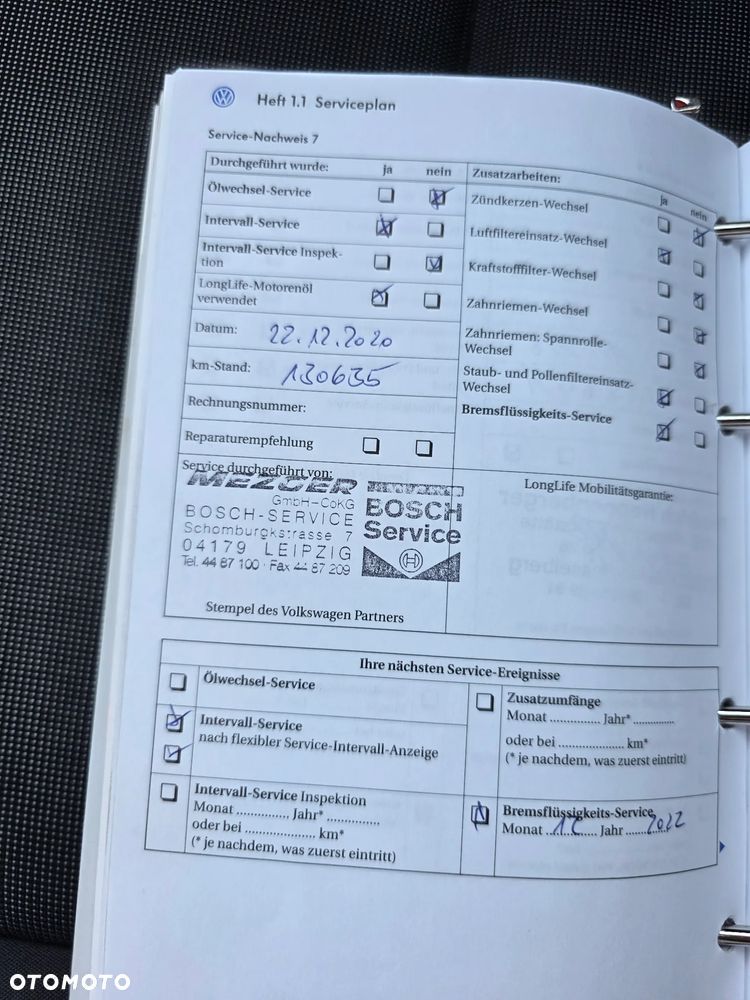 Heft 1.1 Serviceplan
Service-Nachweis 7
Durchgeführt wurde: ja nein
Ölwechsel-Service
Intervall-Service
Intervall-Service Inspek-
tion
LongLife-Motorenöl
verwendet
Datum: 22.12.2020
km-Stand: 130635
Rechnungsnummer:
Reparaturempfehlung
Zusatzarbeiten: ja nein
Zündkerzen-Wechsel
Luftfiltereinsatz-Wechsel
Kraftstofffilter-Wechsel
Zahnriemen-Wechsel
Zahnriemen: Spannrolle-
Wechsel
Staub- und Pollenfiltereinsatz-
Wechsel
Bremsflüssigkeits-Service
Service durchgeführt von:
MEZGER
GmbH-CoKG
BOSCH-SERVICE
Schomburgkstrasse 7
04179 LEIPZIG
Tel. 44 87 100 · Fax 44 87 209
BOSCH
Service
Stempel des Volkswagen Partners
LongLife Mobilitätsgarantie:
Ihre nächsten Service-Ereignisse
Ölwechsel-Service
Intervall-Service
nach flexibler Service-Intervall-Anzeige
Intervall-Service Inspektion
Monat ............... Jahr* ...............
oder bei .................... km*
(* je nachdem, was zuerst eintritt)
Zusatzumfänge
Monat ............... Jahr* ...............
oder bei .................... km*
(* je nachdem, was zuerst eintritt)
Bremsflüssigkeits-Service
Monat 12 Jahr 2022
OTOMOTO